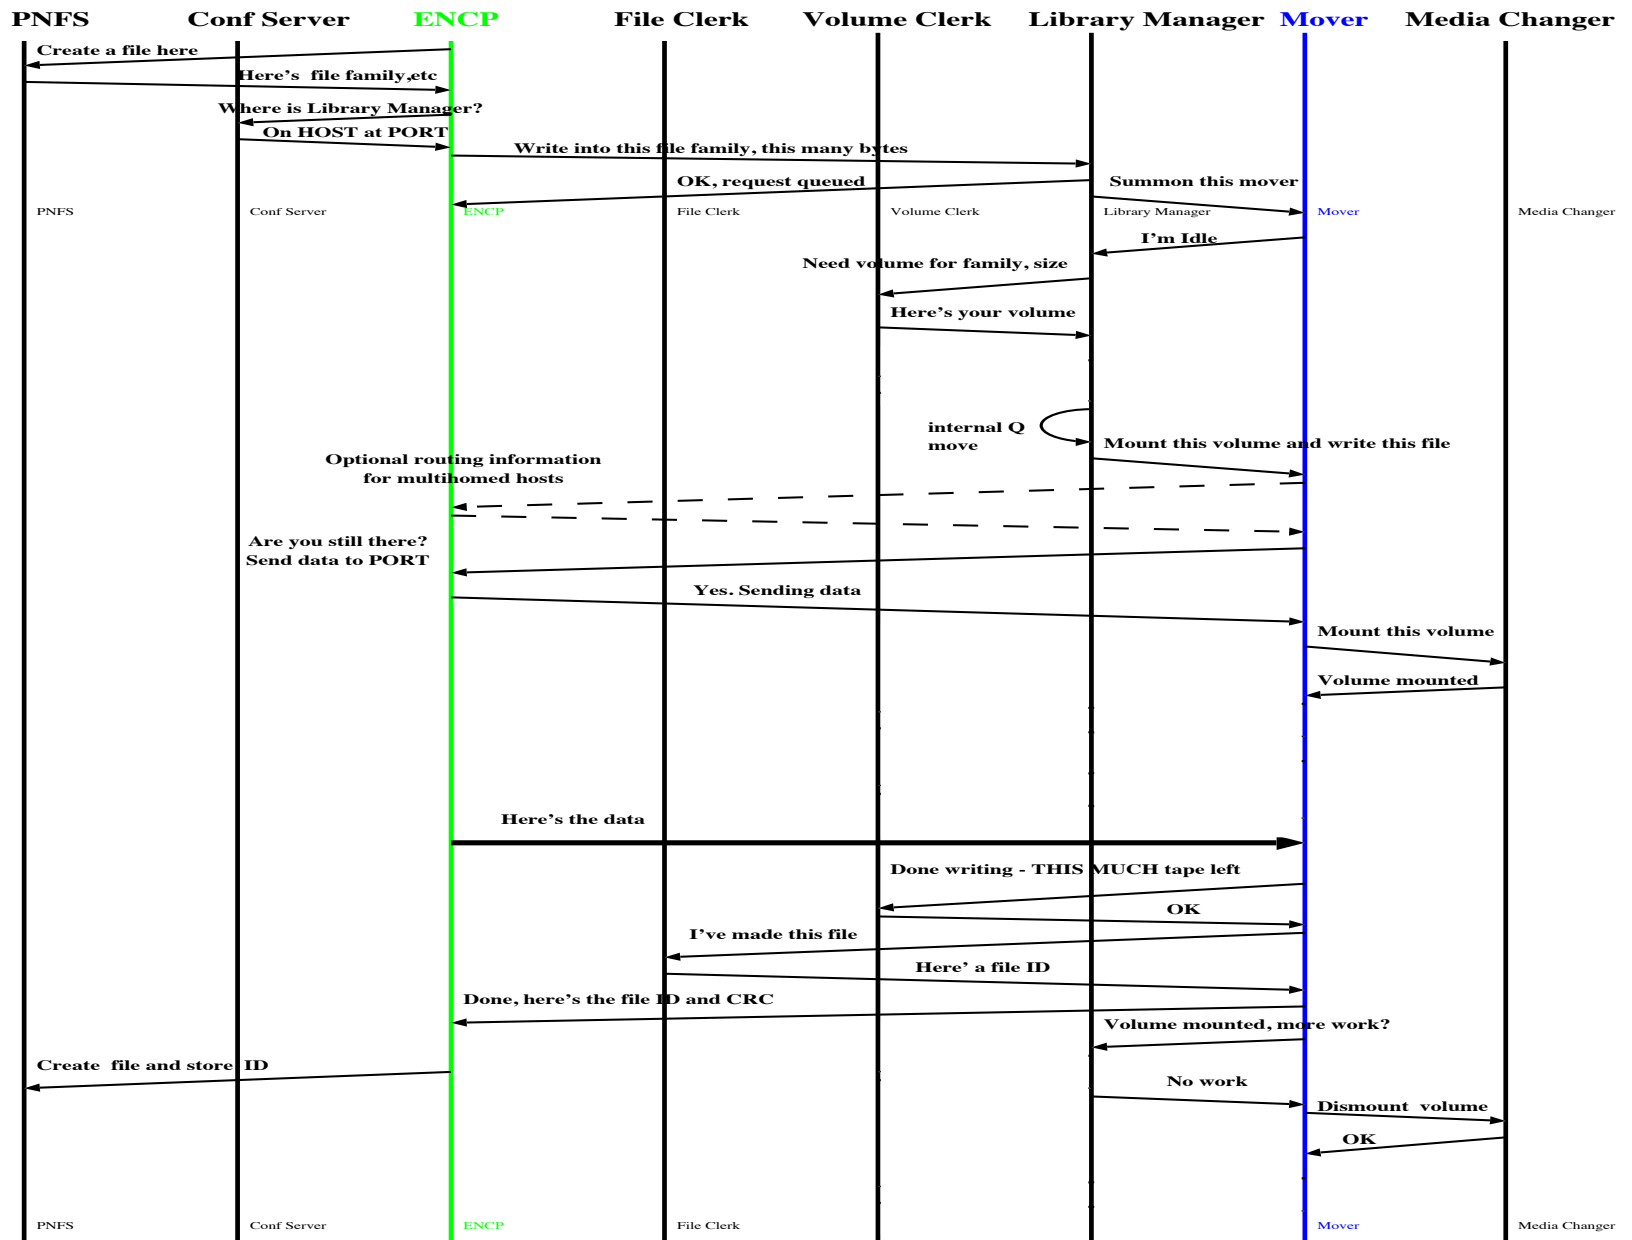 PNFS Conf Server ENCP File Clerk Volume Clerk Library Manager Mover Media Changer
Create a file here
Here's file family,etc
Where is Library Manager?
On HOST at PORT
Write into this file family, this many bytes
OK, request queued
Summon this mover
PNFS Conf Server ENCP File Clerk Volume Clerk Library Manager Mover Media Changer
I'm Idle
Need volume for family, size
Here's your volume
internal Q
move
Mount this volume and write this file
Optional routing information
for multihomed hosts
Are you still there?
Send data to PORT
Yes. Sending data
Mount this volume
Volume mounted
Here's the data
Done writing - THIS MUCH tape left
OK
I've made this file
Here' a file ID
Done, here's the file ID and CRC
Volume mounted, more work?
Create file and store ID
No work
Dismount volume
OK
PNFS Conf Server ENCP File Clerk Mover Media Changer